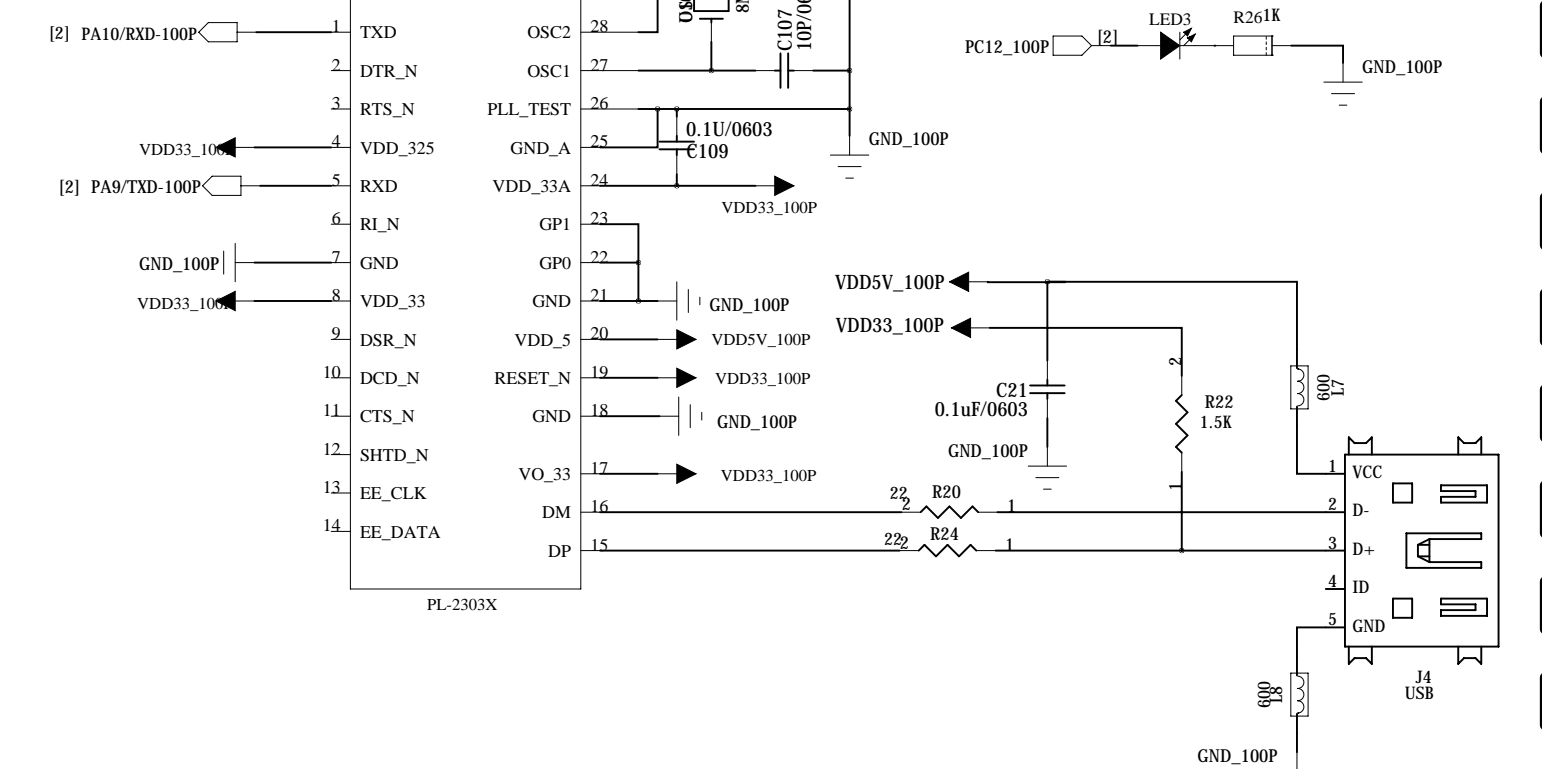 [2] PA10/RXD-100P
1 TXD
2 DTR_N
3 RTS_N
VDD33_100P
4 VDD_325
[2] PA9/TXD-100P
5 RXD
6 RI_N
GND_100P
7 GND
VDD33_100P
8 VDD_33
9 DSR_N
10 DCD_N
11 CTS_N
12 SHTD_N
13 EE_CLK
14 EE_DATA
OSC2 28
OSC1 27
PLL_TEST 26
GND_A 25
VDD_33A 24
GP1 23
GP0 22
GND 21
VDD_5 20
RESET_N 19
GND 18
VO_33 17
DM 16
DP 15
PL-2303X
C107
0.1U/0603
C109
GND_100P
VDD33_100P
GND_100P
VDD5V_100P
VDD33_100P
GND_100P
VDD33_100P
PC12_100P
[2]
LED3
R26 1K
GND_100P
VDD5V_100P
VDD33_100P
C21
0.1uF/0603
GND_100P
2
R22
1.5K
1
600
L7
22 2 R20 1
22 2 R24 1
1 VCC
2 D-
3 D+
4 ID
5 GND
J4
USB
600
L8
GND_100P